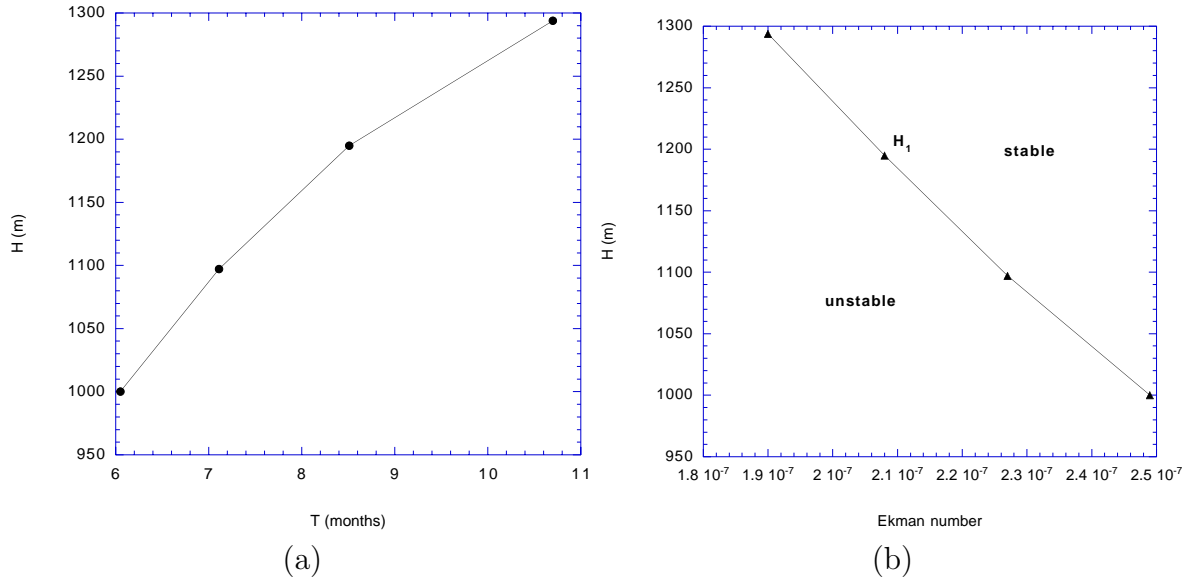 1300
1250
1200
1150
1100
1050
1000
950
H (m)
6 7 8 9 10 11
T (months)
(a)
1300
1250
1200
1150
1100
1050
1000
950
H (m)
H₁
stable
unstable
1.8 10⁻⁷ 1.9 10⁻⁷ 2 10⁻⁷ 2.1 10⁻⁷ 2.2 10⁻⁷ 2.3 10⁻⁷ 2.4 10⁻⁷ 2.5 10⁻⁷
Ekman number
(b)